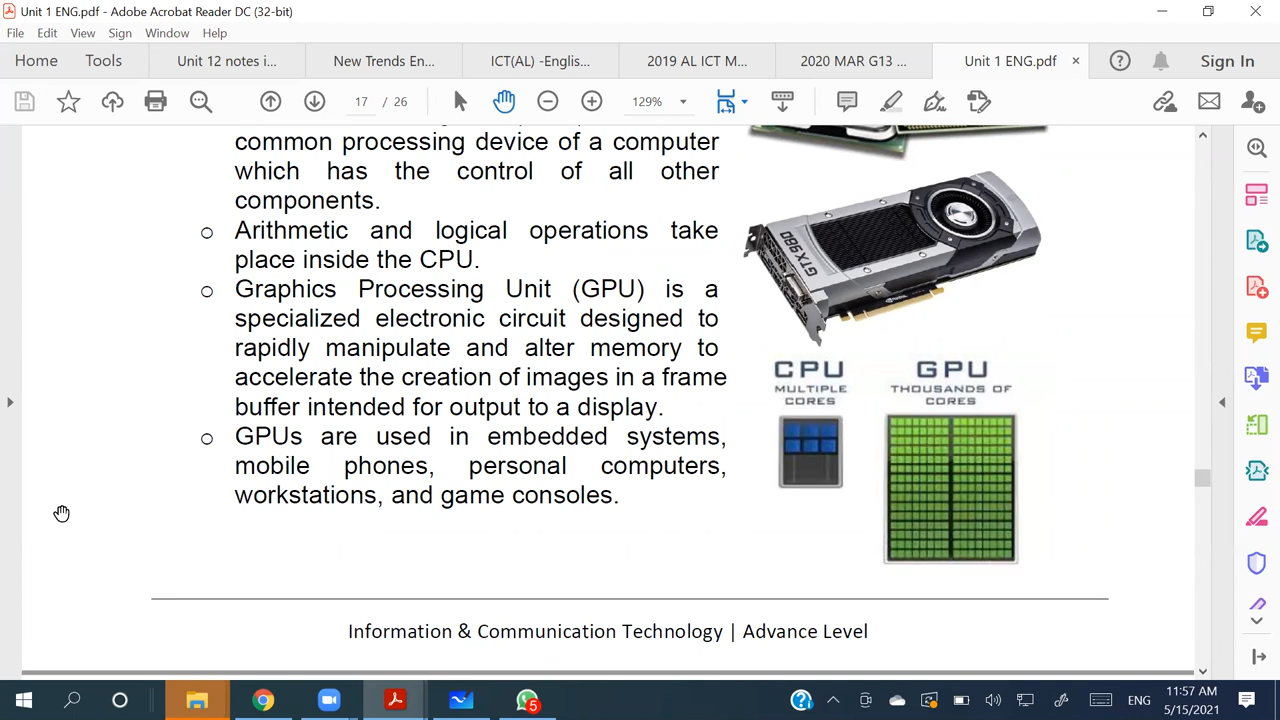 Unit 1 ENG.pdf - Adobe Acrobat Reader DC (32-bit)
File Edit View Sign Window Help
Home Tools Unit 12 notes i... New Trends En... ICT(AL) -Englis... 2019 AL ICT M... 2020 MAR G13 ... Unit 1 ENG.pdf × Sign In
17 / 26 129%
common processing device of a computer
which has the control of all other
components.
o Arithmetic and logical operations take
place inside the CPU.
o Graphics Processing Unit (GPU) is a
specialized electronic circuit designed to
rapidly manipulate and alter memory to
accelerate the creation of images in a frame
buffer intended for output to a display.
o GPUs are used in embedded systems,
mobile phones, personal computers,
workstations, and game consoles.
GTX980
CPU
MULTIPLE
CORES
GPU
THOUSANDS OF
CORES
Information & Communication Technology | Advance Level
5
ENG
11:57 AM
5/15/2021